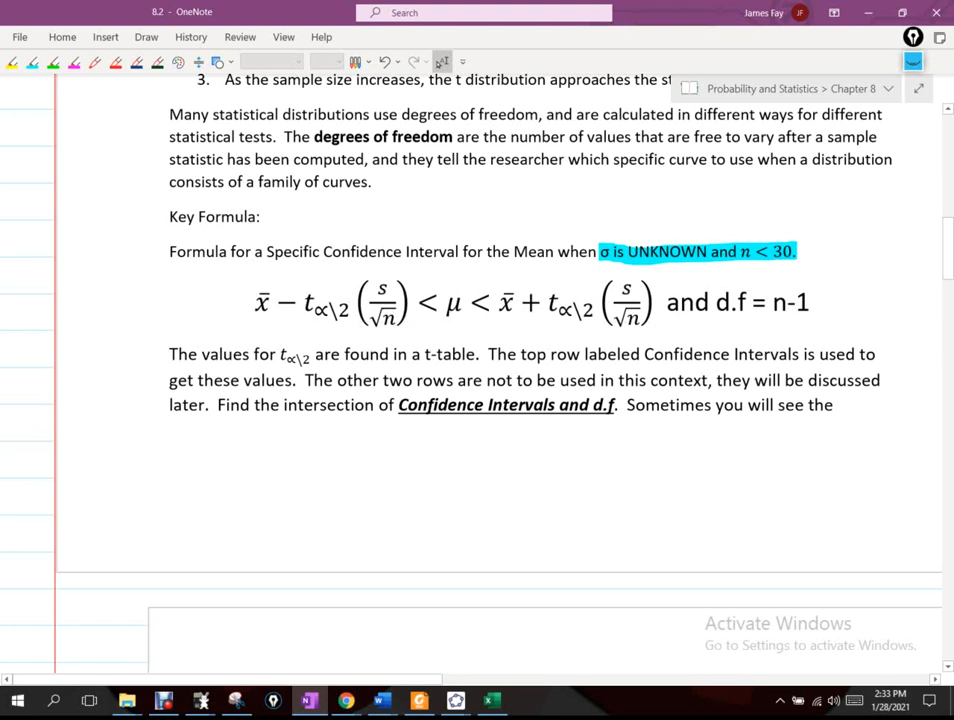 8.2 - OneNote
Search
James Fay JF
File Home Insert Draw History Review View Help
3. As the sample size increases, the t distribution approaches the st
Probability and Statistics > Chapter 8
Many statistical distributions use degrees of freedom, and are calculated in different ways for different
statistical tests. The degrees of freedom are the number of values that are free to vary after a sample
statistic has been computed, and they tell the researcher which specific curve to use when a distribution
consists of a family of curves.
Key Formula:
Formula for a Specific Confidence Interval for the Mean when σ is UNKNOWN and n < 30.
x̄ − t∝\2 (s/√n) < μ < x̄ + t∝\2 (s/√n) and d.f = n-1
The values for t∝\2 are found in a t-table. The top row labeled Confidence Intervals is used to
get these values. The other two rows are not to be used in this context, they will be discussed
later. Find the intersection of Confidence Intervals and d.f. Sometimes you will see the
Activate Windows
Go to Settings to activate Windows.
2:33 PM
1/28/2021